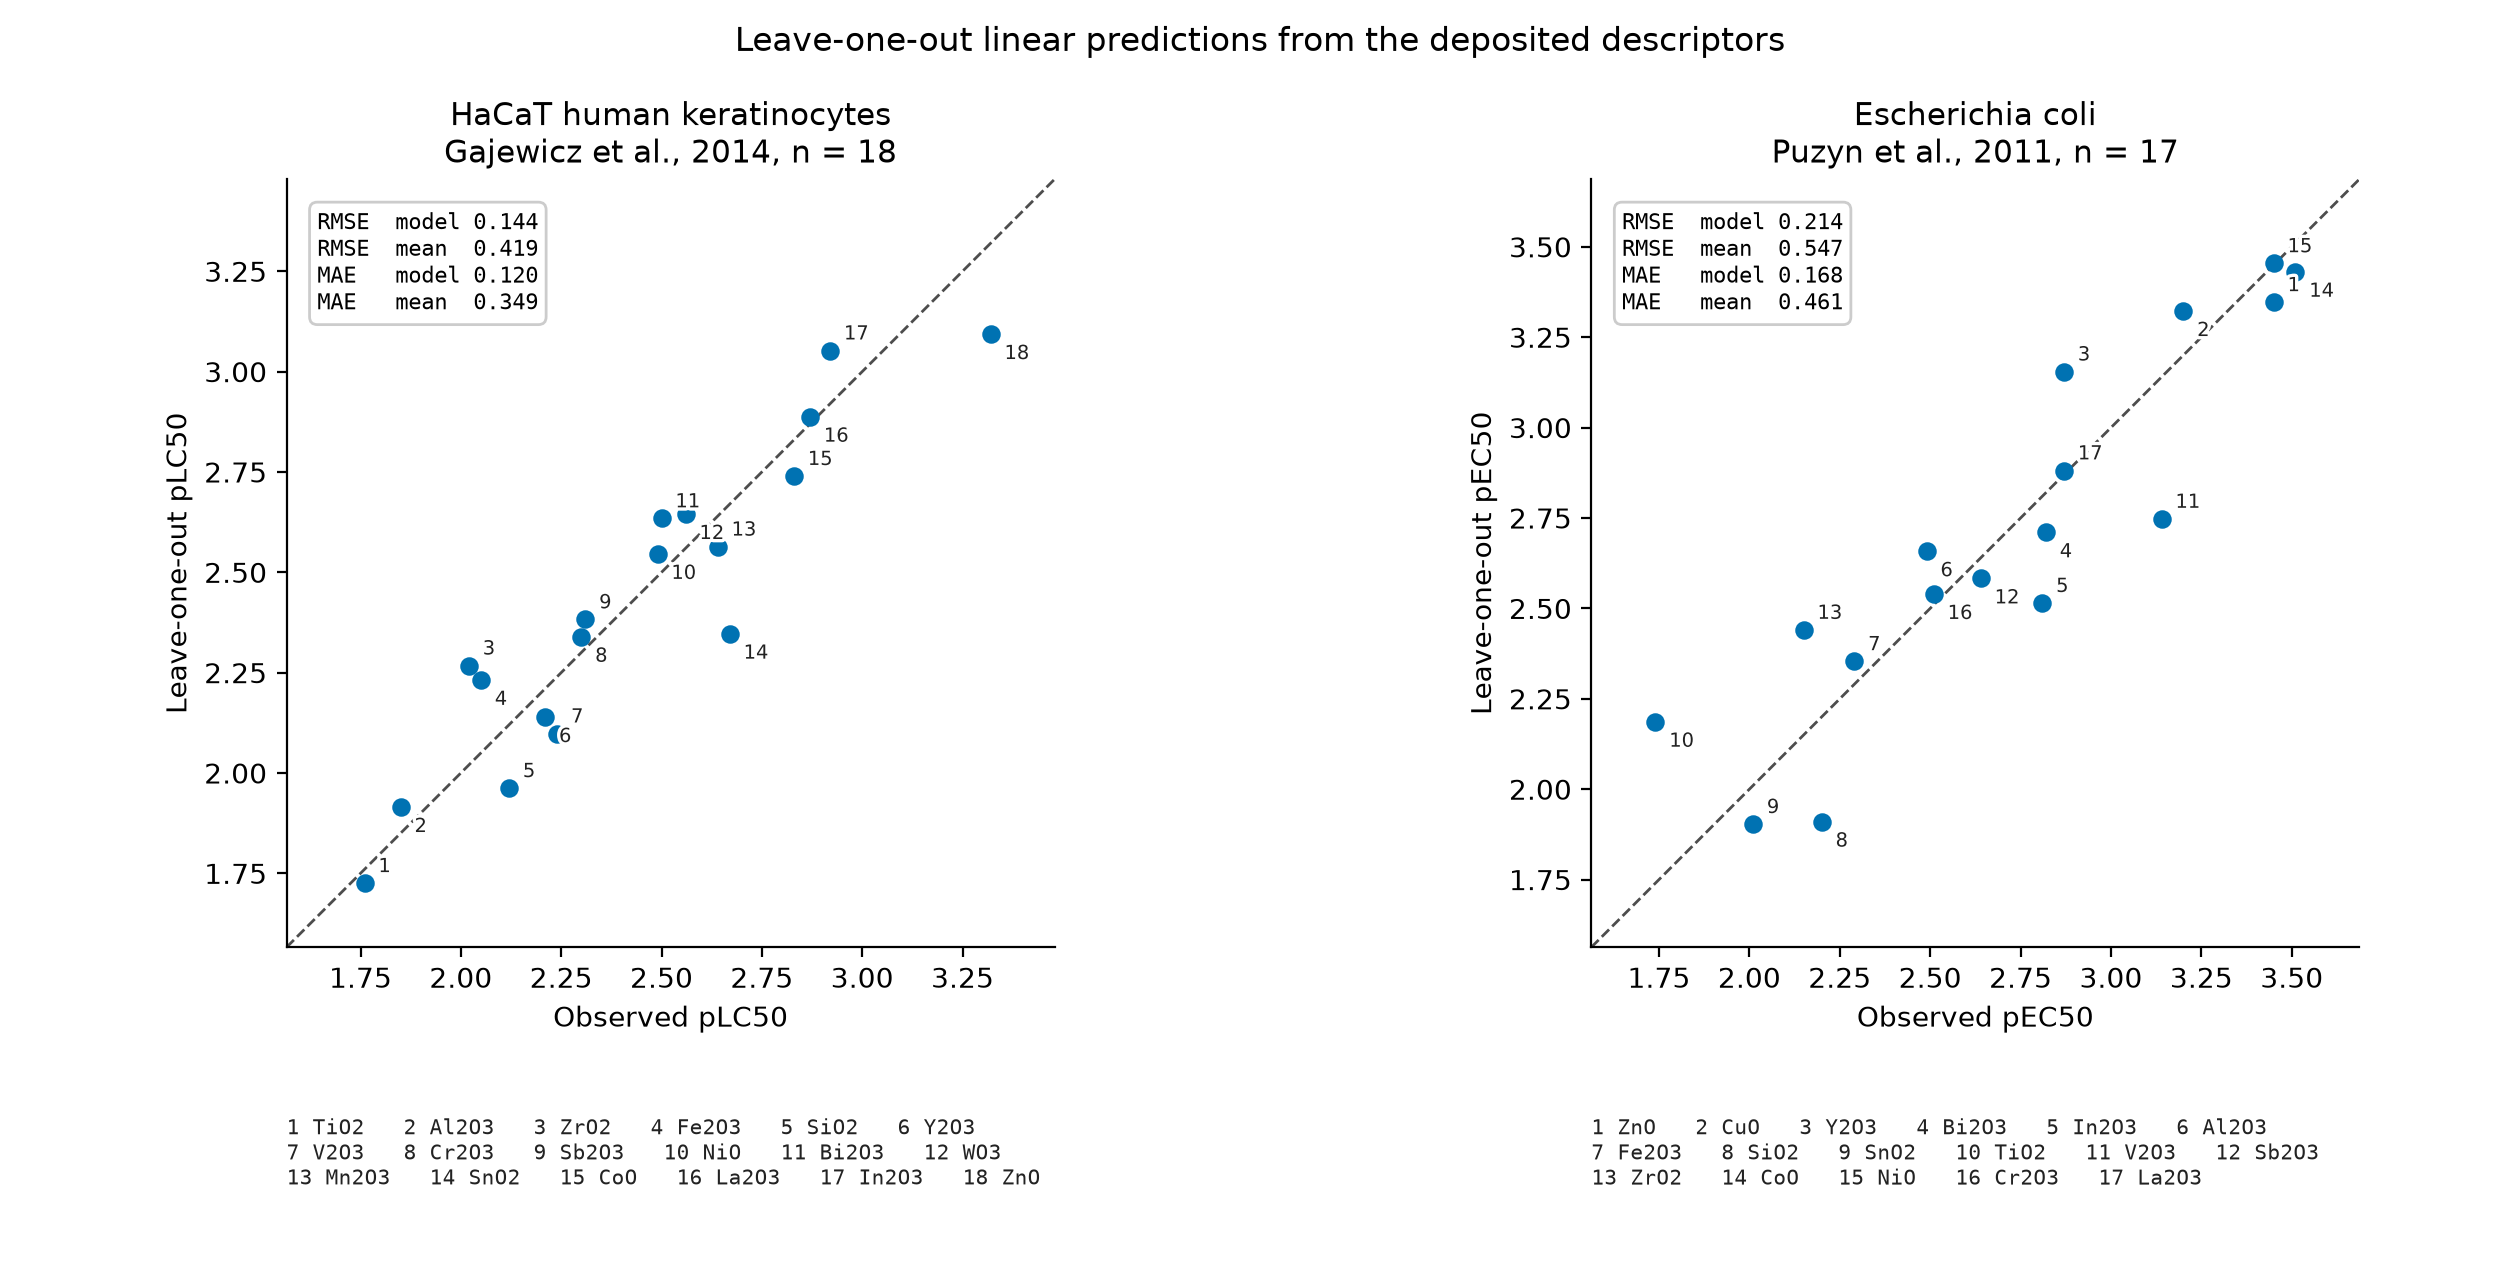 Leave-one-out linear predictions from the deposited descriptors
HaCaT human keratinocytes
Gajewicz et al., 2014, n = 18
RMSE  model 0.144
RMSE  mean  0.419
MAE   model 0.120
MAE   mean  0.349
Leave-one-out pLC50
3.25
3.00
2.75
2.50
2.25
2.00
1.75
17
18
16
15
11
12
13
10
9
8
14
3
4
7
6
5
2
1
1.75 2.00 2.25 2.50 2.75 3.00 3.25
Observed pLC50
1 TiO2   2 Al2O3   3 ZrO2   4 Fe2O3   5 SiO2   6 Y2O3
7 V2O3   8 Cr2O3   9 Sb2O3   10 NiO   11 Bi2O3   12 WO3
13 Mn2O3   14 SnO2   15 CoO   16 La2O3   17 In2O3   18 ZnO
Escherichia coli
Puzyn et al., 2011, n = 17
RMSE  model 0.214
RMSE  mean  0.547
MAE   model 0.168
MAE   mean  0.461
Leave-one-out pEC50
3.50
3.25
3.00
2.75
2.50
2.25
2.00
1.75
15
1
14
2
3
17
11
4
6
5
12
16
13
7
10
9
8
1.75 2.00 2.25 2.50 2.75 3.00 3.25 3.50
Observed pEC50
1 ZnO   2 CuO   3 Y2O3   4 Bi2O3   5 In2O3   6 Al2O3
7 Fe2O3   8 SiO2   9 SnO2   10 TiO2   11 V2O3   12 Sb2O3
13 ZrO2   14 CoO   15 NiO   16 Cr2O3   17 La2O3